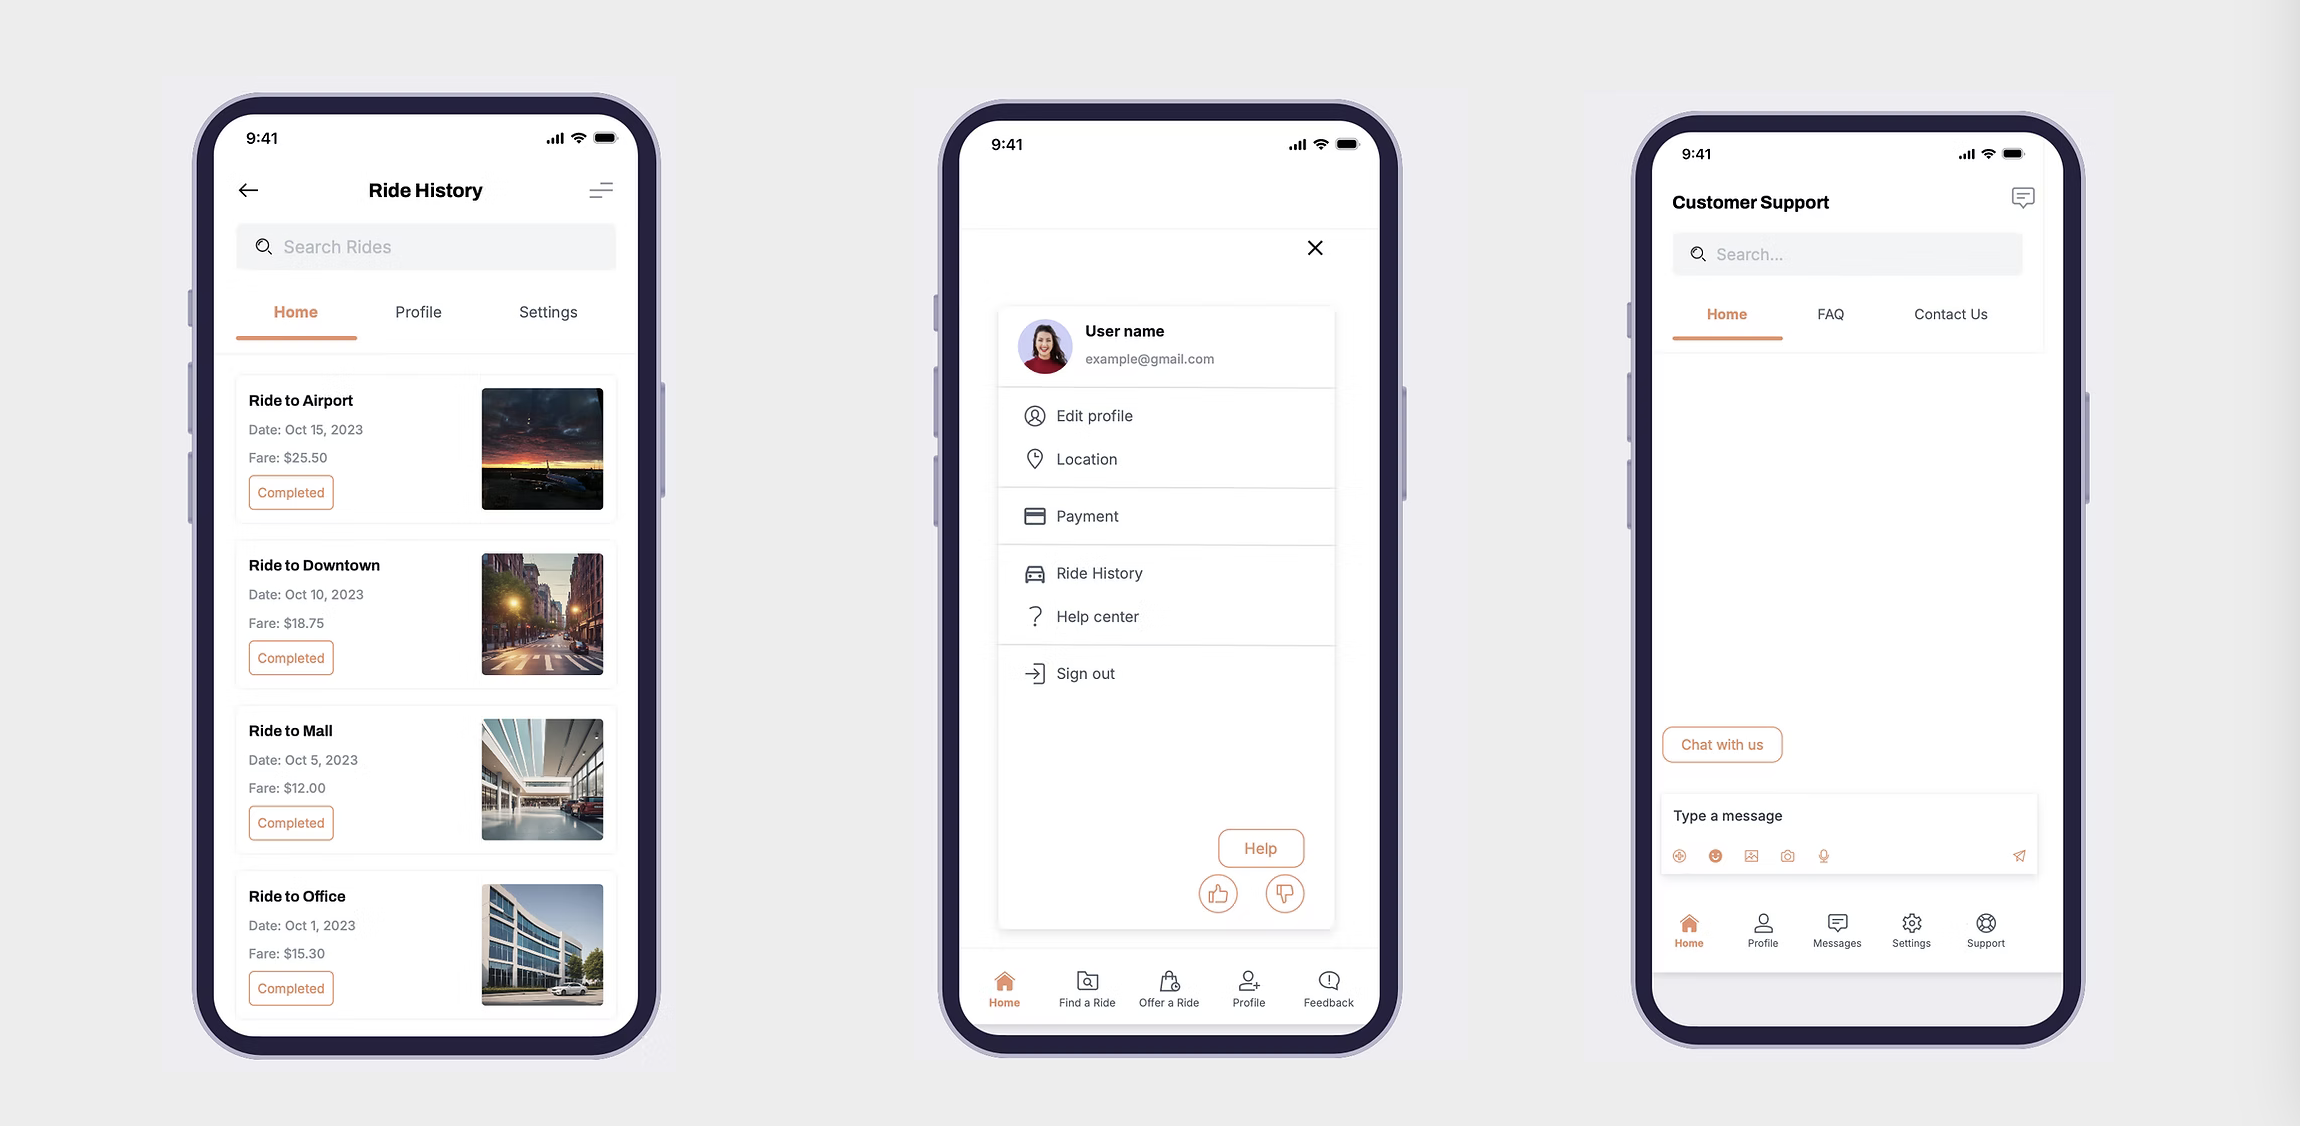 9:41
Ride History
Search Rides
Home Profile Settings
Ride to Airport
Date: Oct 15, 2023
Fare: $25.50
Completed
Ride to Downtown
Date: Oct 10, 2023
Fare: $18.75
Completed
Ride to Mall
Date: Oct 5, 2023
Fare: $12.00
Completed
Ride to Office
Date: Oct 1, 2023
Fare: $15.30
Completed
9:41
User name
example@gmail.com
Edit profile
Location
Payment
Ride History
Help center
Sign out
Help
Home Find a Ride Offer a Ride Profile Feedback
9:41
Customer Support
Search...
Home FAQ Contact Us
Chat with us
Type a message
Home Profile Messages Settings Support